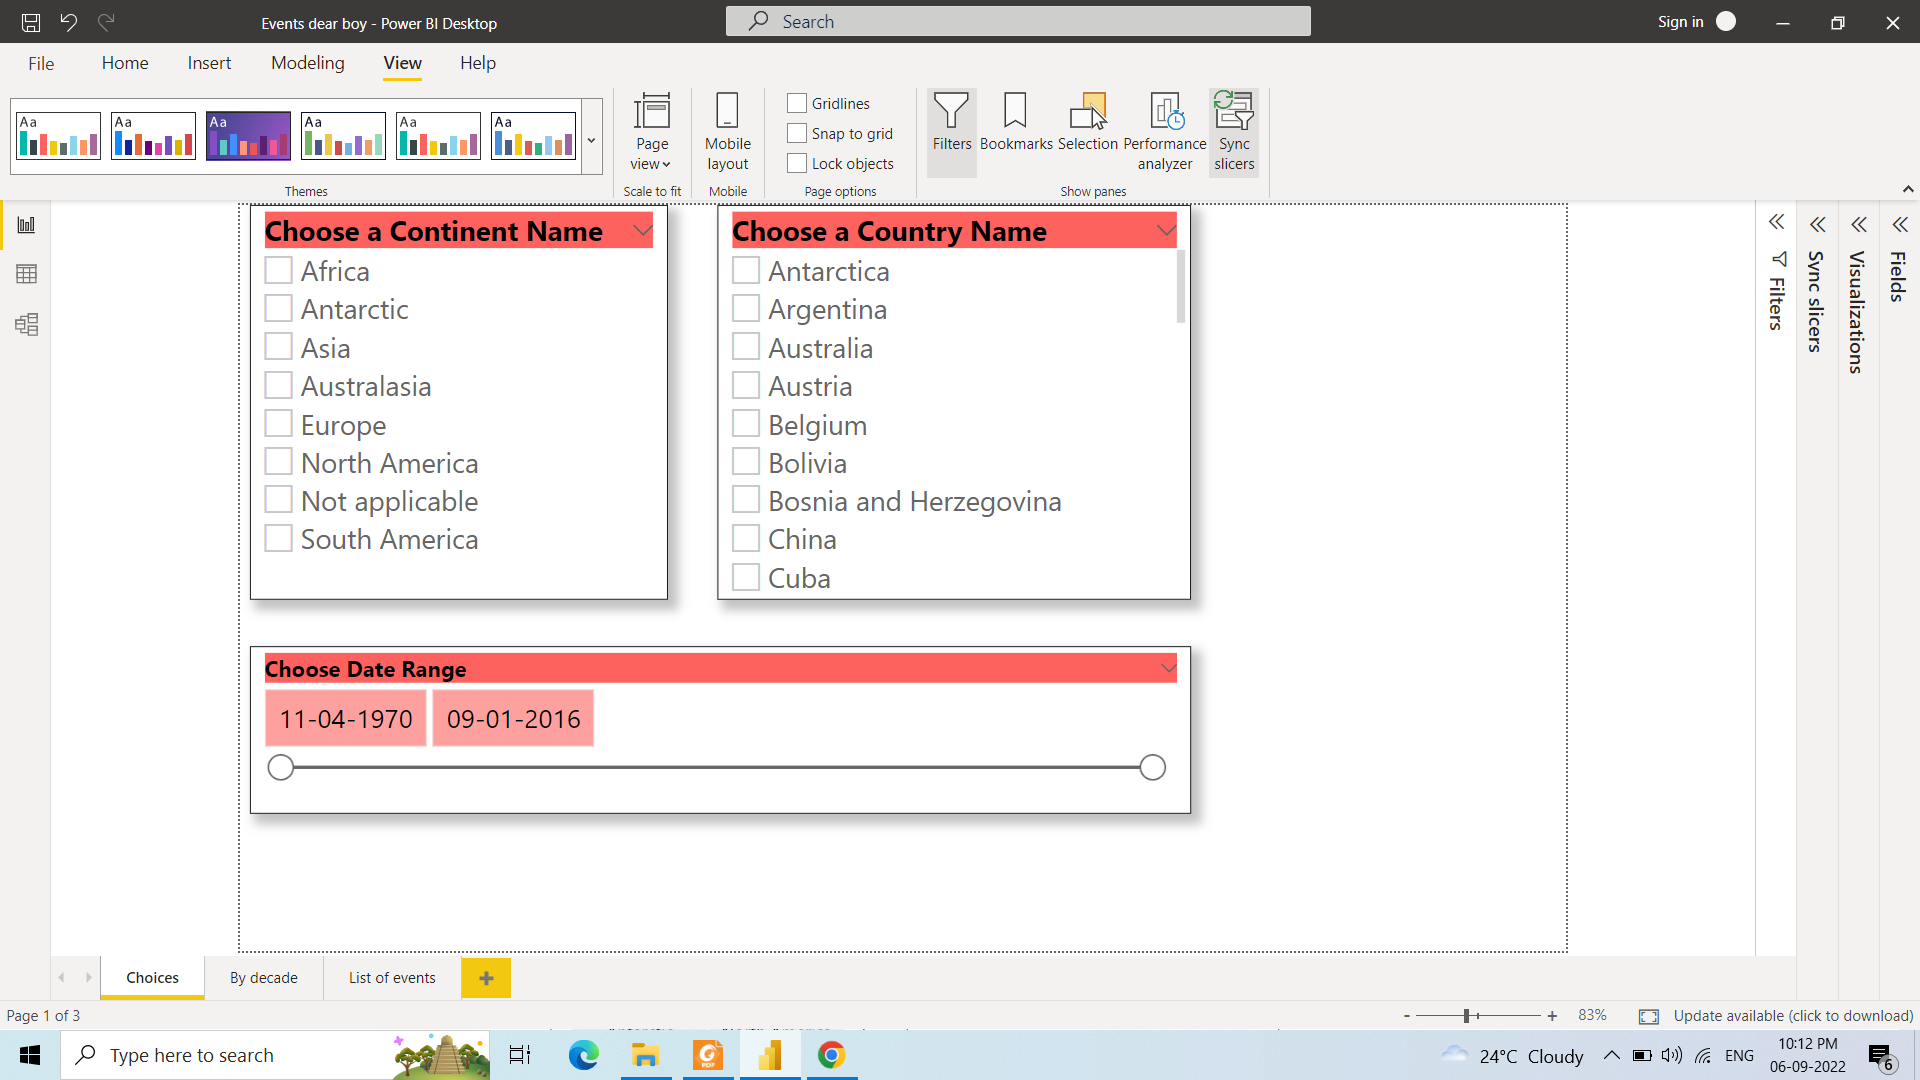 Events dear boy - Power BI Desktop
Search
Sign in
File Home Insert Modeling View Help
Aa Aa Aa Aa Aa Aa
Themes
Page view
Scale to fit
Mobile layout
Mobile
Gridlines
Snap to grid
Lock objects
Page options
Filters
Bookmarks
Selection
Performance analyzer
Sync slicers
Show panes
Choose a Continent Name
Africa
Antarctic
Asia
Australasia
Europe
North America
Not applicable
South America
Choose a Country Name
Antarctica
Argentina
Australia
Austria
Belgium
Bolivia
Bosnia and Herzegovina
China
Cuba
Choose Date Range
11-04-1970 09-01-2016
Filters
Sync slicers
Visualizations
Fields
Choices By decade List of events +
Page 1 of 3
- + 83% Update available (click to download)
Type here to search
PDF
24°C Cloudy
ENG
10:12 PM
06-09-2022
6